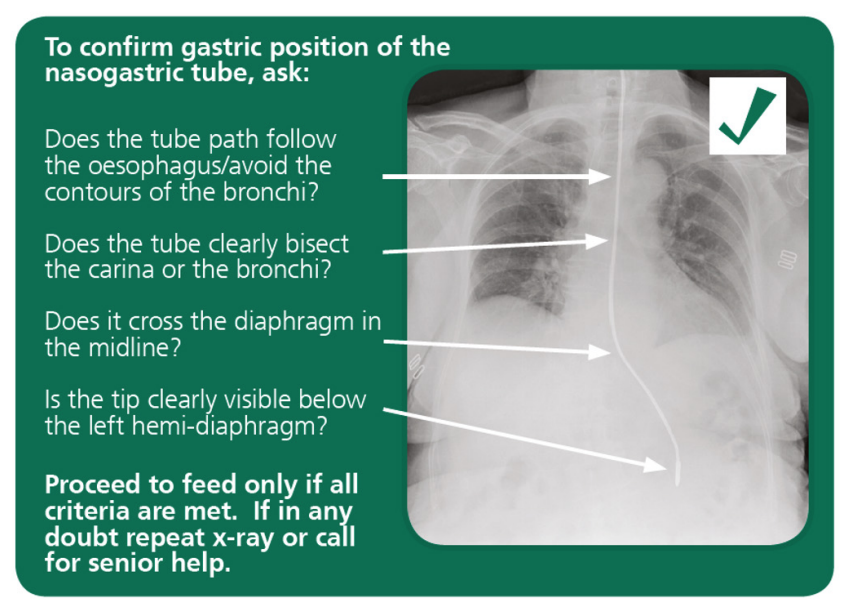 To confirm gastric position of the
nasogastric tube, ask:
Does the tube path follow
the oesophagus/avoid the
contours of the bronchi?
Does the tube clearly bisect
the carina or the bronchi?
Does it cross the diaphragm in
the midline?
Is the tip clearly visible below
the left hemi-diaphragm?
Proceed to feed only if all
criteria are met.  If in any
doubt repeat x-ray or call
for senior help.